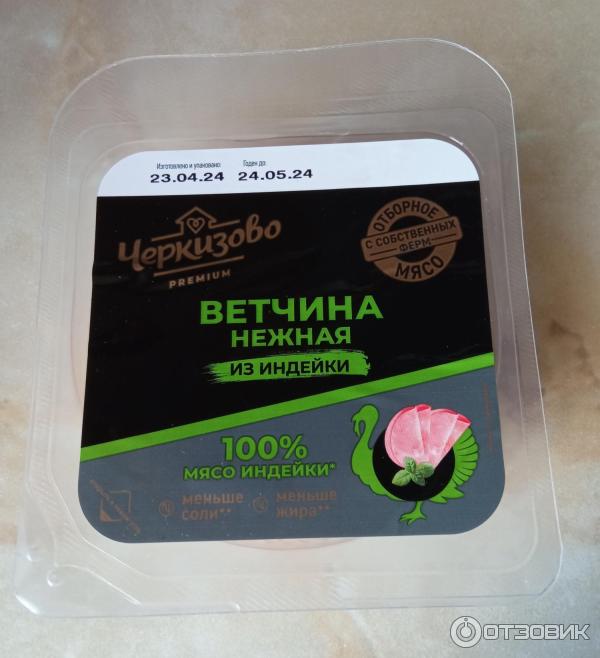 Изготовлено и упаковано: Годен до:
23.04.24 24.05.24
Черкизово
PREMIUM
ОТБОРНОЕ
С СОБСТВЕННЫХ
ФЕРМ
МЯСО
ВЕТЧИНА
НЕЖНАЯ
ИЗ ИНДЕЙКИ
100%
МЯСО ИНДЕЙКИ*
меньше
соли**
меньше
жира**
ОТЗОВИК